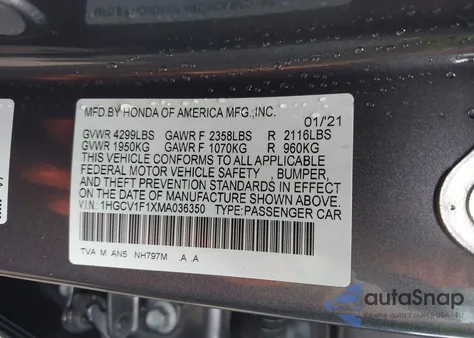 MFD BY HONDA OF AMERICA MFG.,INC.
01/'21
GVWR 4299LBS GAWR F 2358LBS R 2116LBS
GVWR 1950KG GAWR F 1070KG R 960KG
THIS VEHICLE CONFORMS TO ALL APPLICABLE
FEDERAL MOTOR VEHICLE SAFETY , BUMPER,
AND THEFT PREVENTION STANDARDS IN EFFECT
ON THE DATE OF MANUFACTURE SHOWN ABOVE.
V.I.N.: 1HGCV1F1XMA036350 TYPE:PASSENGER CAR
TVA M AN5 NH797M .A .A
autoSnap